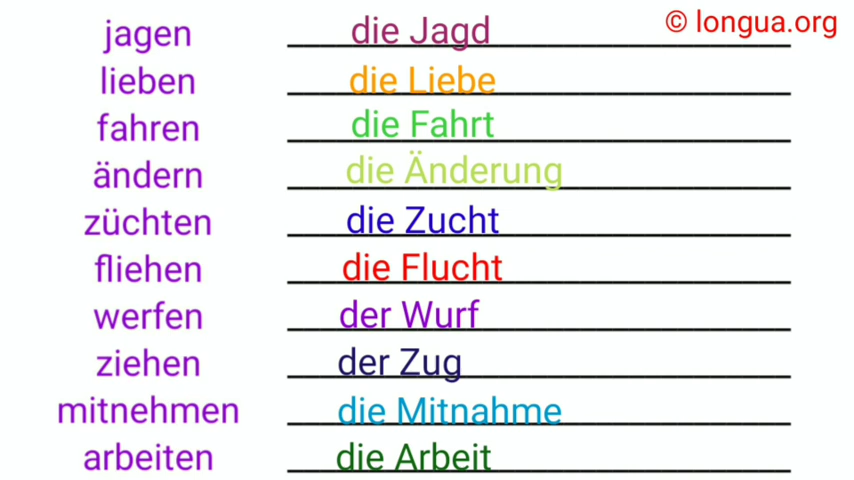 © longua.org
jagen die Jagd
lieben die Liebe
fahren die Fahrt
ändern die Änderung
züchten die Zucht
fliehen die Flucht
werfen der Wurf
ziehen der Zug
mitnehmen die Mitnahme
arbeiten die Arbeit